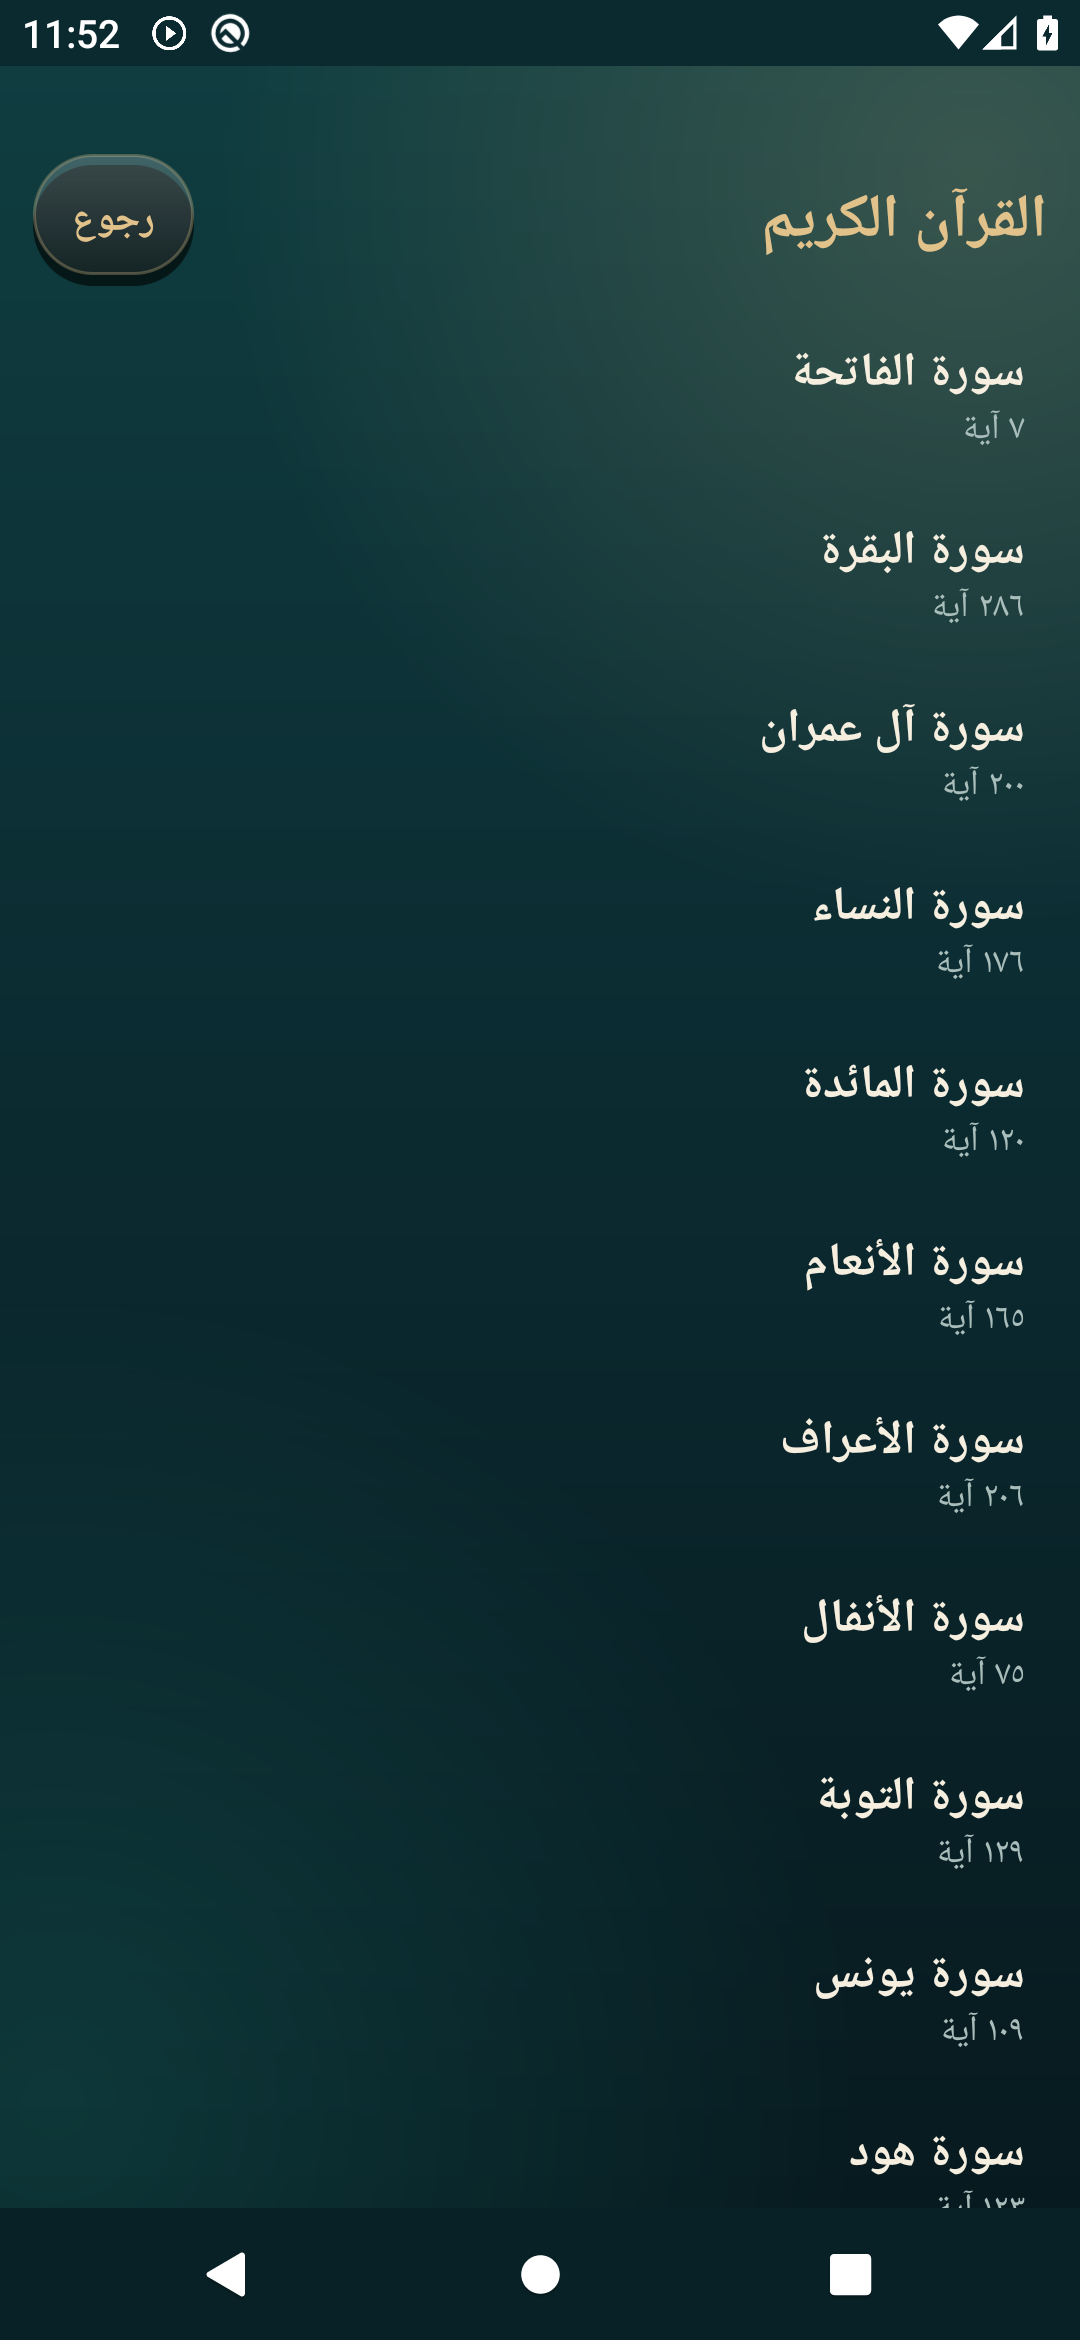 11:52
القرآن الكريم
رجوع
سورة الفاتحة
٧ آية
سورة البقرة
٢٨٦ آية
سورة آل عمران
٢٠٠ آية
سورة النساء
١٧٦ آية
سورة المائدة
١٢٠ آية
سورة الأنعام
١٦٥ آية
سورة الأعراف
٢٠٦ آية
سورة الأنفال
٧٥ آية
سورة التوبة
١٢٩ آية
سورة يونس
١٠٩ آية
سورة هود
١٢٣ آية